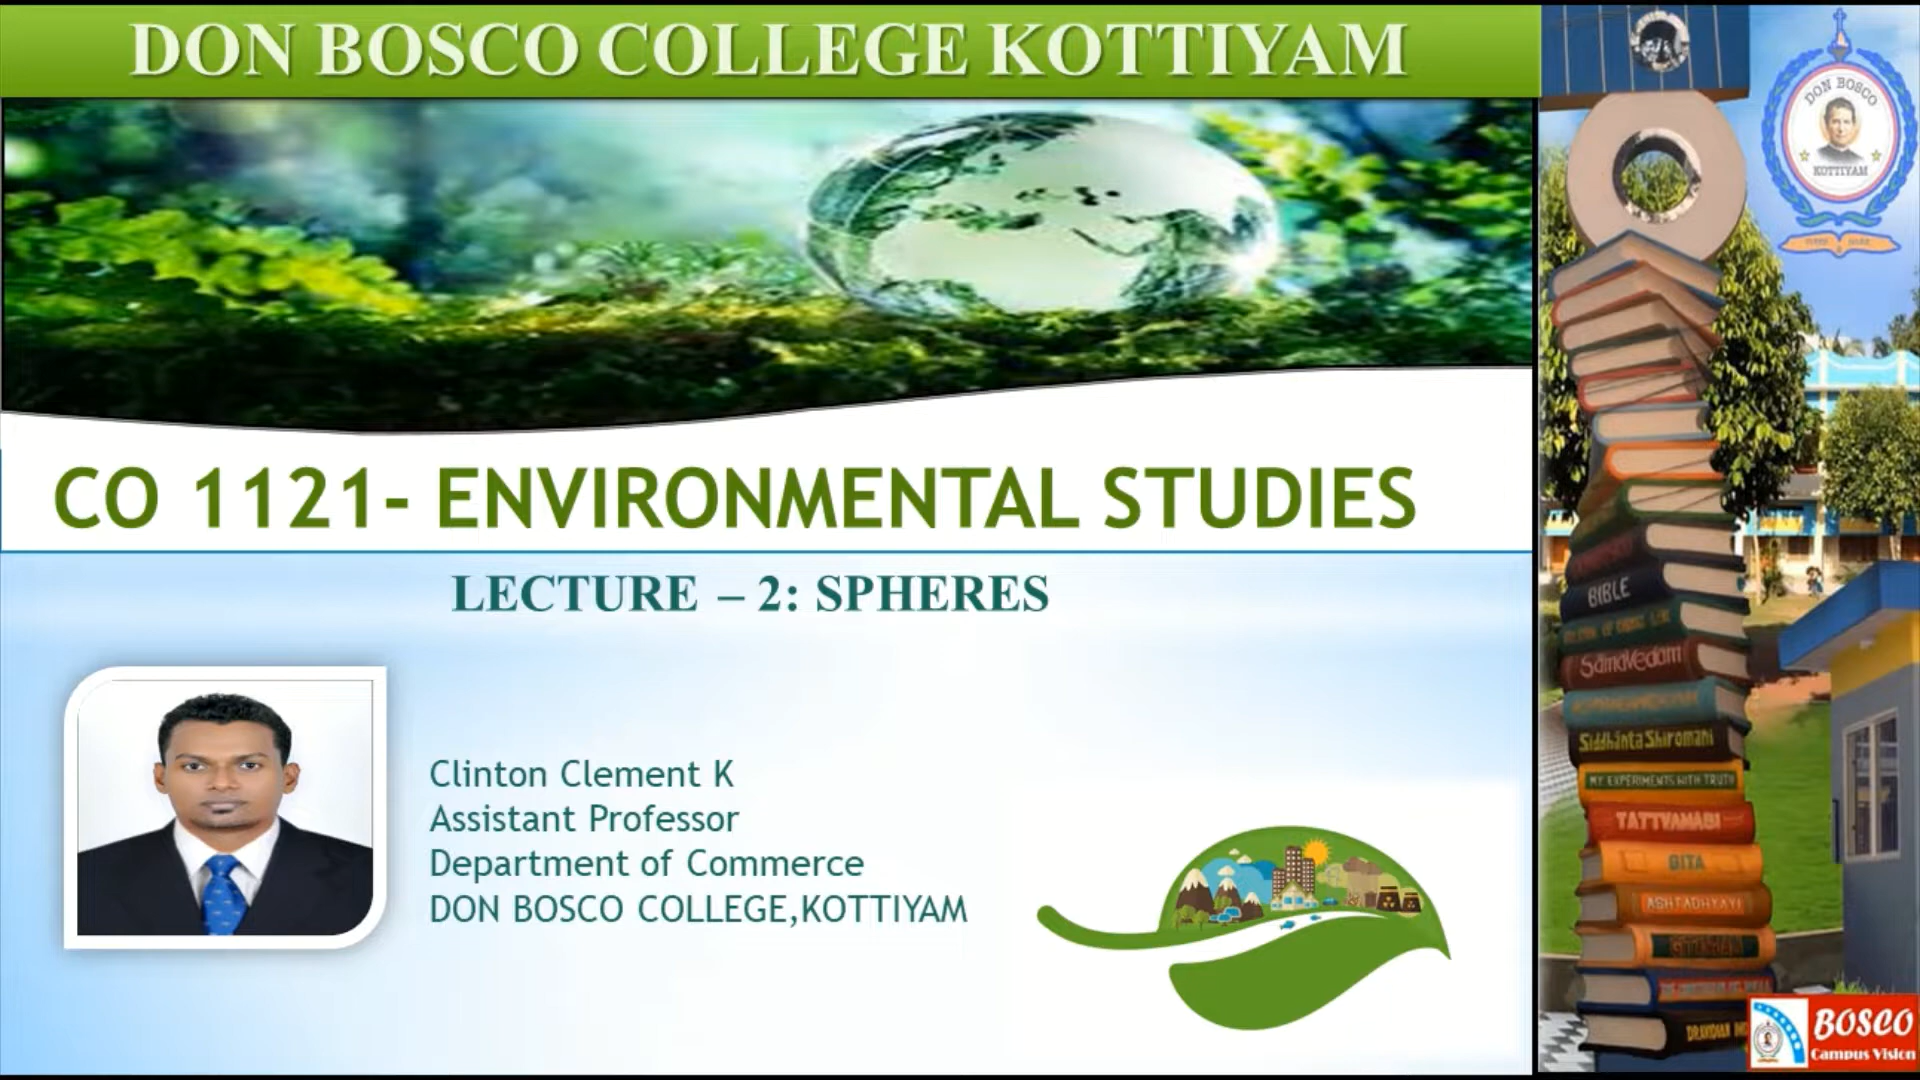 DON BOSCO COLLEGE KOTTIYAM
CO 1121- ENVIRONMENTAL STUDIES
LECTURE – 2: SPHERES
Clinton Clement K
Assistant Professor
Department of Commerce
DON BOSCO COLLEGE,KOTTIYAM
DON BOSCO
KOTTIYAM
BIBLE
SamaVedam
Siddhanta Shiromani
MY EXPERIMENTS WITH TRUTH
TATTVAMASI
GITA
ASHTADHYAYI
BOSCO
Campus Vision